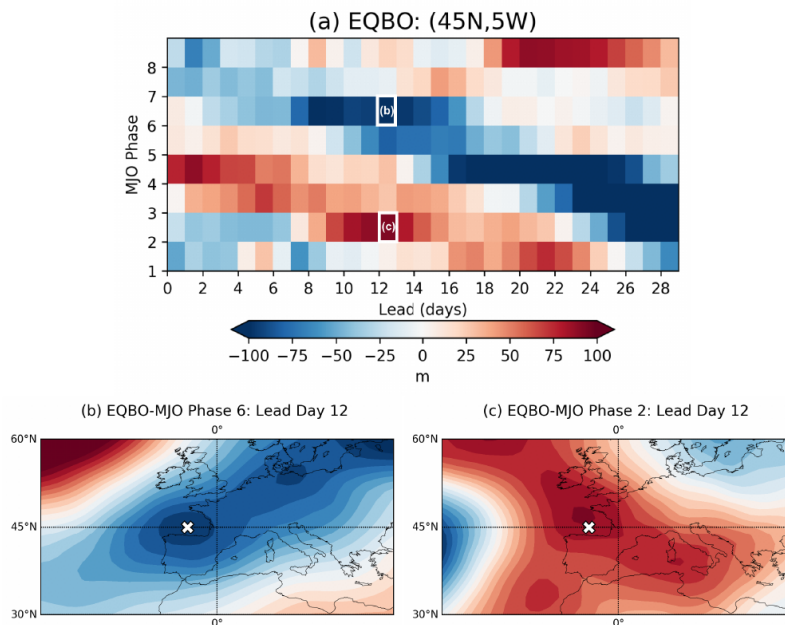 (a) EQBO: (45N,5W)
MJO Phase
8
7
6
5
4
3
2
1
(b)
(c)
0 2 4 6 8 10 12 14 16 18 20 22 24 26 28
Lead (days)
−100 −75 −50 −25 0 25 50 75 100
m
(b) EQBO-MJO Phase 6: Lead Day 12
0°
60°N
45°N
30°N
0°
(c) EQBO-MJO Phase 2: Lead Day 12
0°
60°N
45°N
30°N
0°